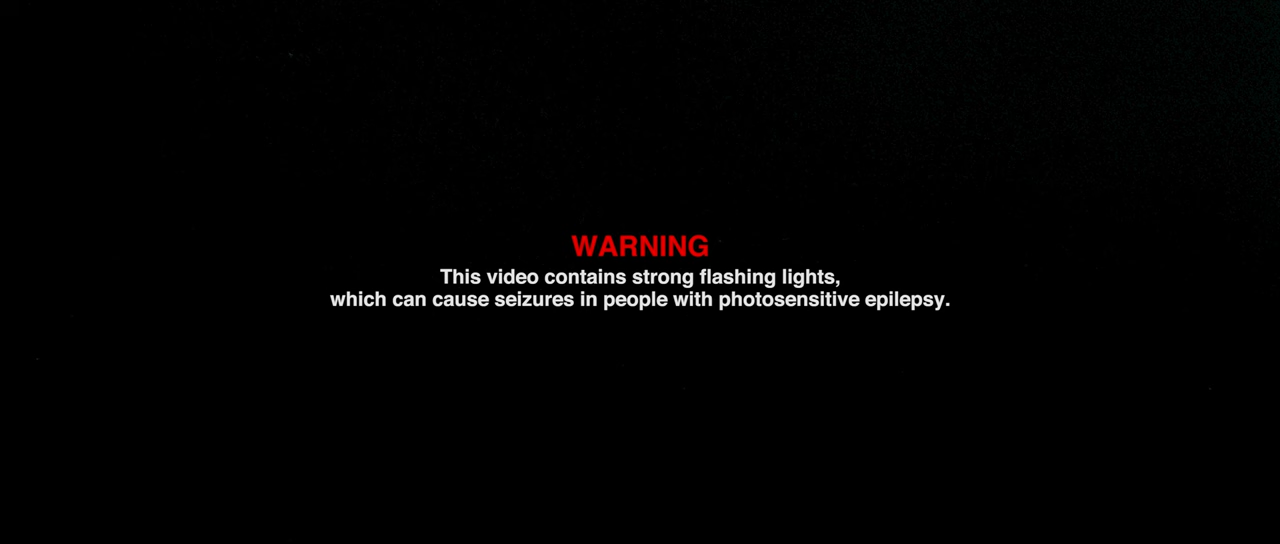 WARNING
This video contains strong flashing lights,
which can cause seizures in people with photosensitive epilepsy.